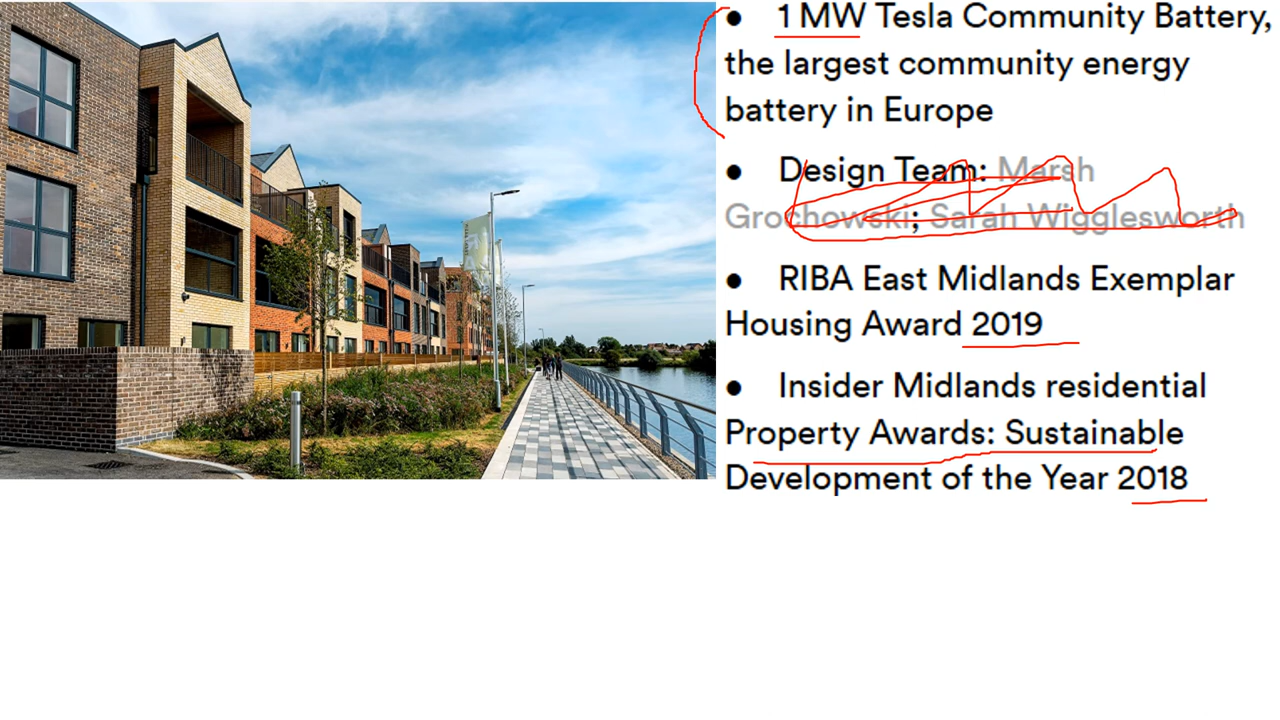 ● 1 MW Tesla Community Battery,
the largest community energy
battery in Europe
● Design Team: Marsh
Grochowski; Sarah Wigglesworth
● RIBA East Midlands Exemplar
Housing Award 2019
● Insider Midlands residential
Property Awards: Sustainable
Development of the Year 2018